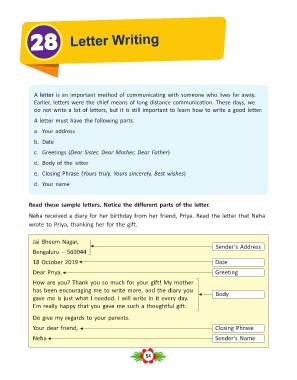 28 Letter Writing
A letter is an important method of communicating with someone who lives far away.
Earlier, letters were the chief means of long distance communication. These days, we
do not write a lot of letters, but it is still important to learn how to write a good letter.
A letter must have the following parts.
a. Your address
b. Date
c. Greetings (Dear Sister, Dear Mother, Dear Father)
d. Body of the letter
e. Closing Phrase (Yours truly, Yours sincerely, Best wishes)
d. Your name
Read these sample letters. Notice the different parts of the letter.
Neha received a diary for her birthday from her friend, Priya. Read the letter that Neha
wrote to Priya, thanking her for the gift.
Jai Bheem Nagar,
Sender's Address
Bengaluru – 560044
18 October 2019 Date
Dear Priya, Greeting
How are you? Thank you so much for your gift! My mother
has been encouraging me to write more, and the diary you
gave me is just what I needed. I will write in it every day.
I'm really happy that you gave me such a thoughtful gift.
Body
Do give my regards to your parents.
Your dear friend, Closing Phrase
Neha Sender's Name
94